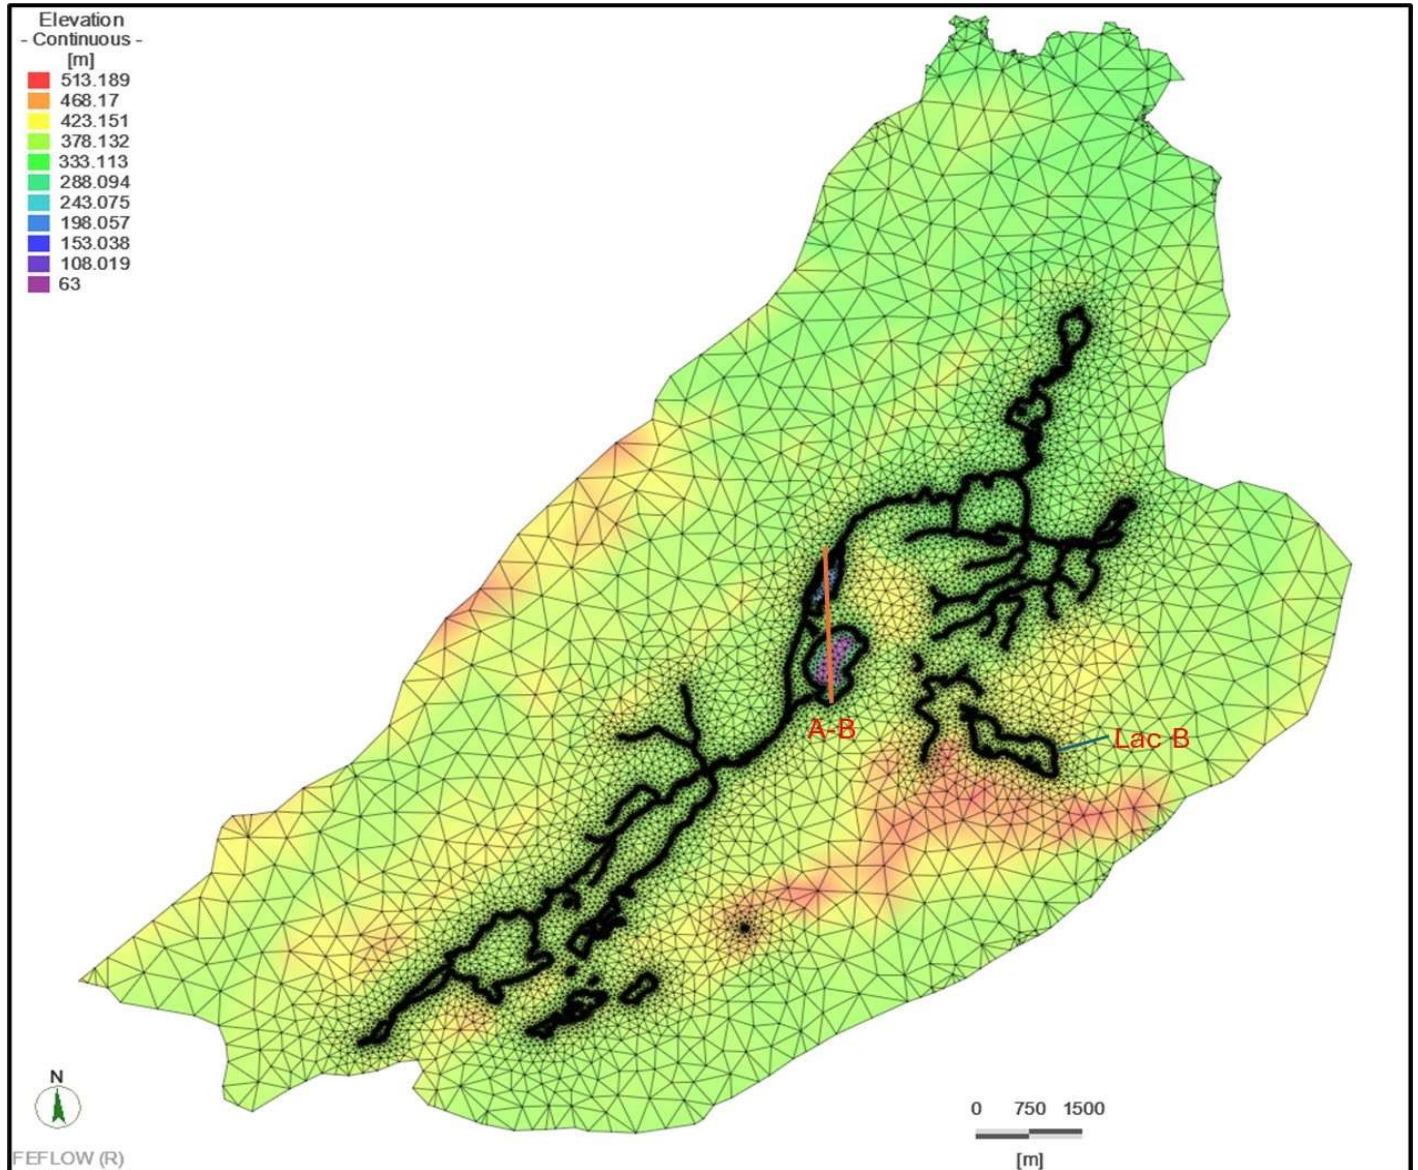 Elevation
- Continuous -
[m]
513.189
468.17
423.151
378.132
333.113
288.094
243.075
198.057
153.038
108.019
63
A-B
Lac B
N
0 750 1500
[m]
FEFLOW (R)